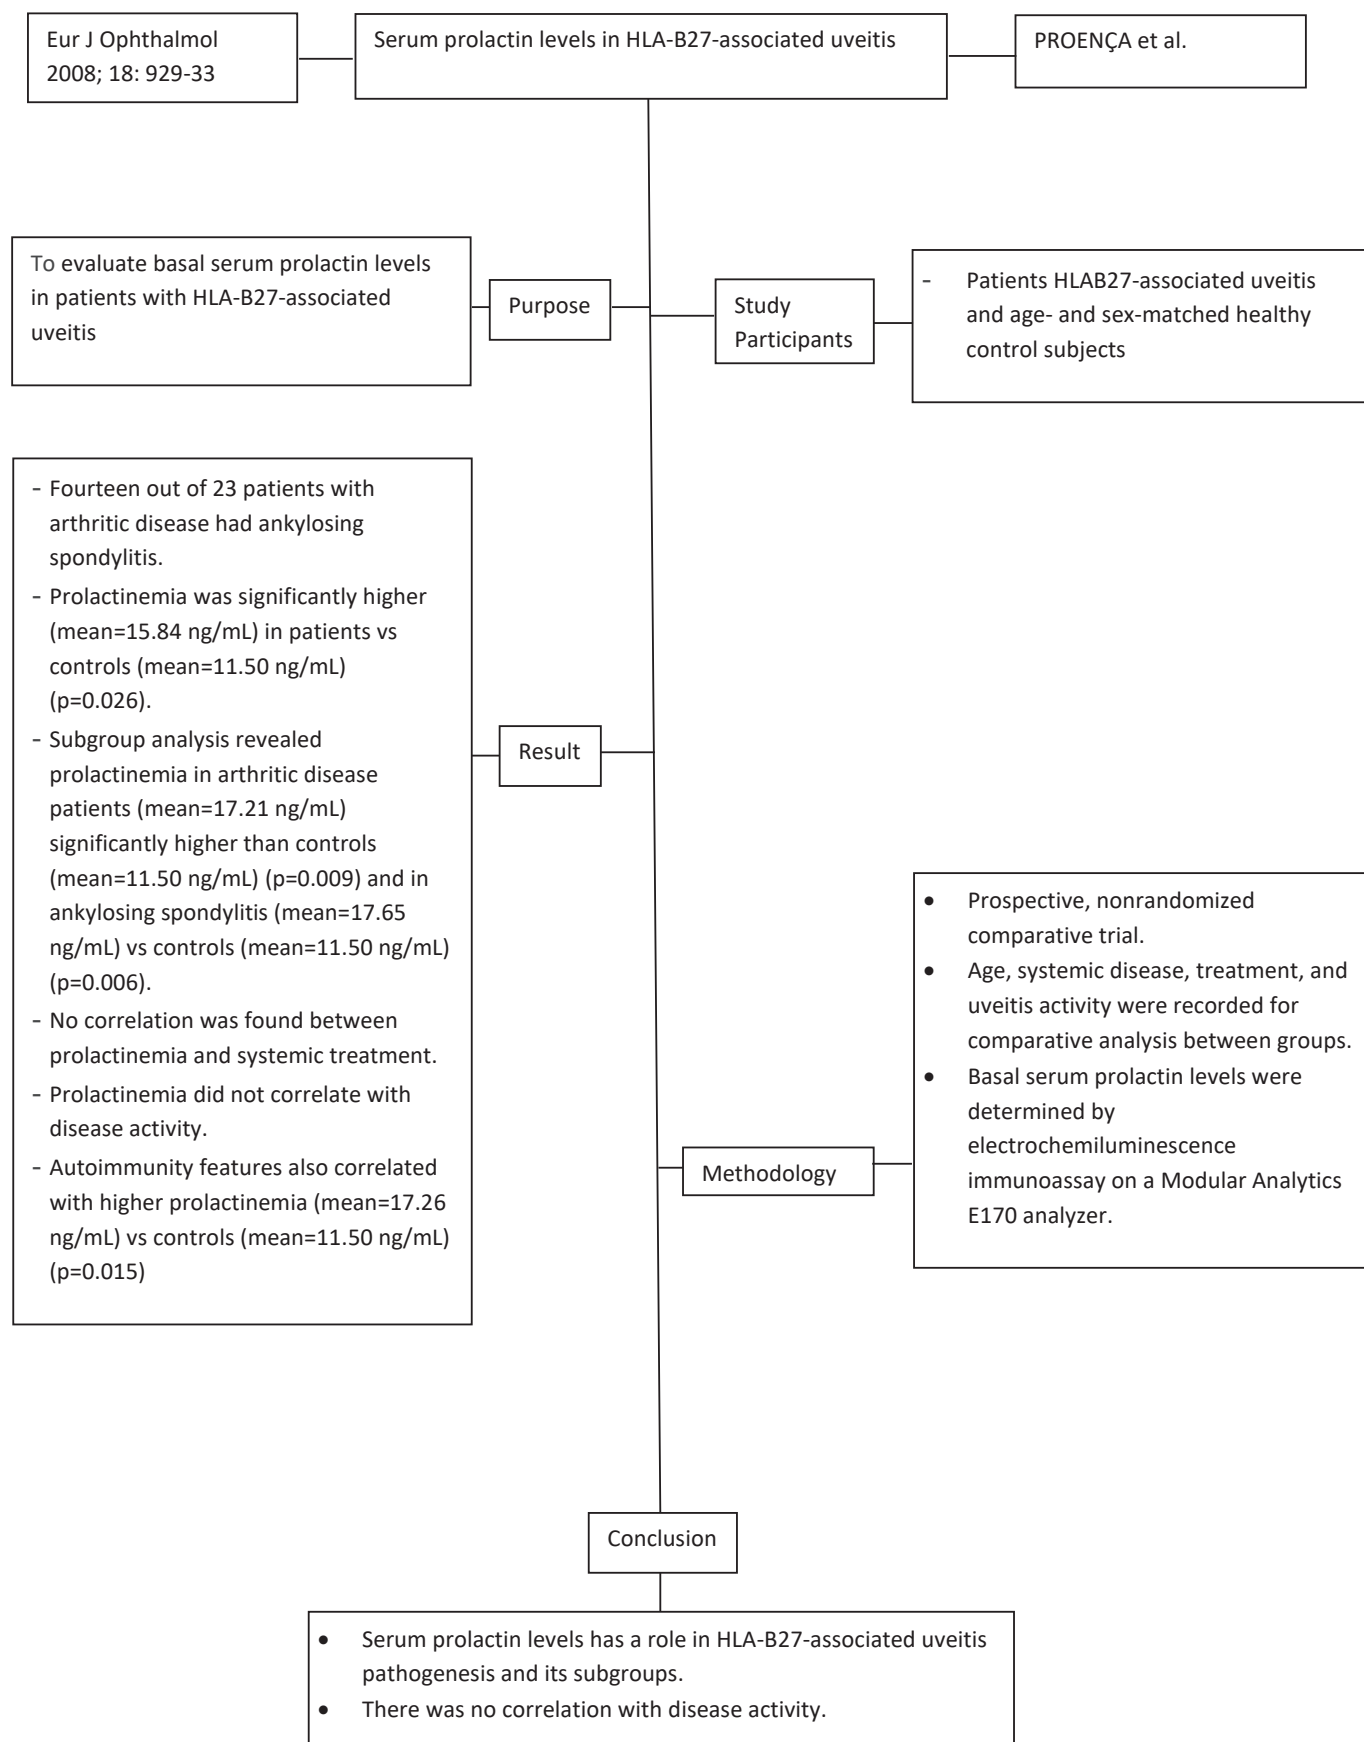 Eur J Ophthalmol
2008; 18: 929-33
Serum prolactin levels in HLA-B27-associated uveitis
PROENÇA et al.
To evaluate basal serum prolactin levels
in patients with HLA-B27-associated
uveitis
Purpose
Study
Participants
- Patients HLAB27-associated uveitis
and age- and sex-matched healthy
control subjects
- Fourteen out of 23 patients with
arthritic disease had ankylosing
spondylitis.
- Prolactinemia was significantly higher
(mean=15.84 ng/mL) in patients vs
controls (mean=11.50 ng/mL)
(p=0.026).
- Subgroup analysis revealed
prolactinemia in arthritic disease
patients (mean=17.21 ng/mL)
significantly higher than controls
(mean=11.50 ng/mL) (p=0.009) and in
ankylosing spondylitis (mean=17.65
ng/mL) vs controls (mean=11.50 ng/mL)
(p=0.006).
- No correlation was found between
prolactinemia and systemic treatment.
- Prolactinemia did not correlate with
disease activity.
- Autoimmunity features also correlated
with higher prolactinemia (mean=17.26
ng/mL) vs controls (mean=11.50 ng/mL)
(p=0.015)
Result
• Prospective, nonrandomized
comparative trial.
• Age, systemic disease, treatment, and
uveitis activity were recorded for
comparative analysis between groups.
• Basal serum prolactin levels were
determined by
electrochemiluminescence
immunoassay on a Modular Analytics
E170 analyzer.
Methodology
Conclusion
• Serum prolactin levels has a role in HLA-B27-associated uveitis
pathogenesis and its subgroups.
• There was no correlation with disease activity.